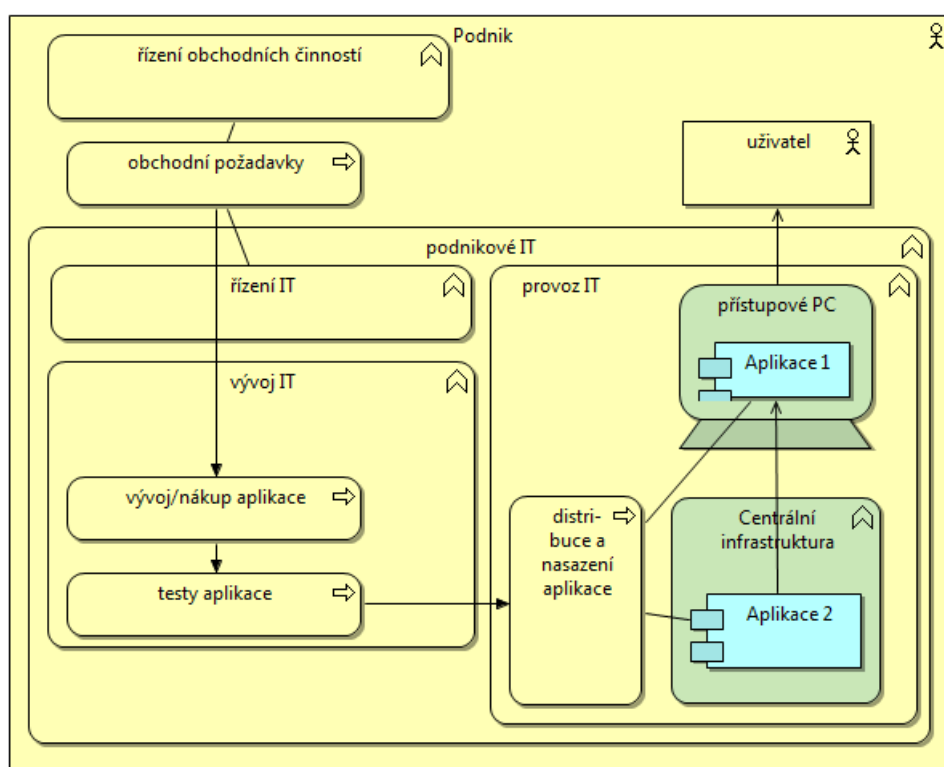 Podnik
řízení obchodních činností
obchodní požadavky
uživatel
podnikové IT
řízení IT
provoz IT
přístupové PC
Aplikace 1
vývoj IT
vývoj/nákup aplikace
testy aplikace
distri-
buce a
nasazení
aplikace
Centrální
infrastruktura
Aplikace 2